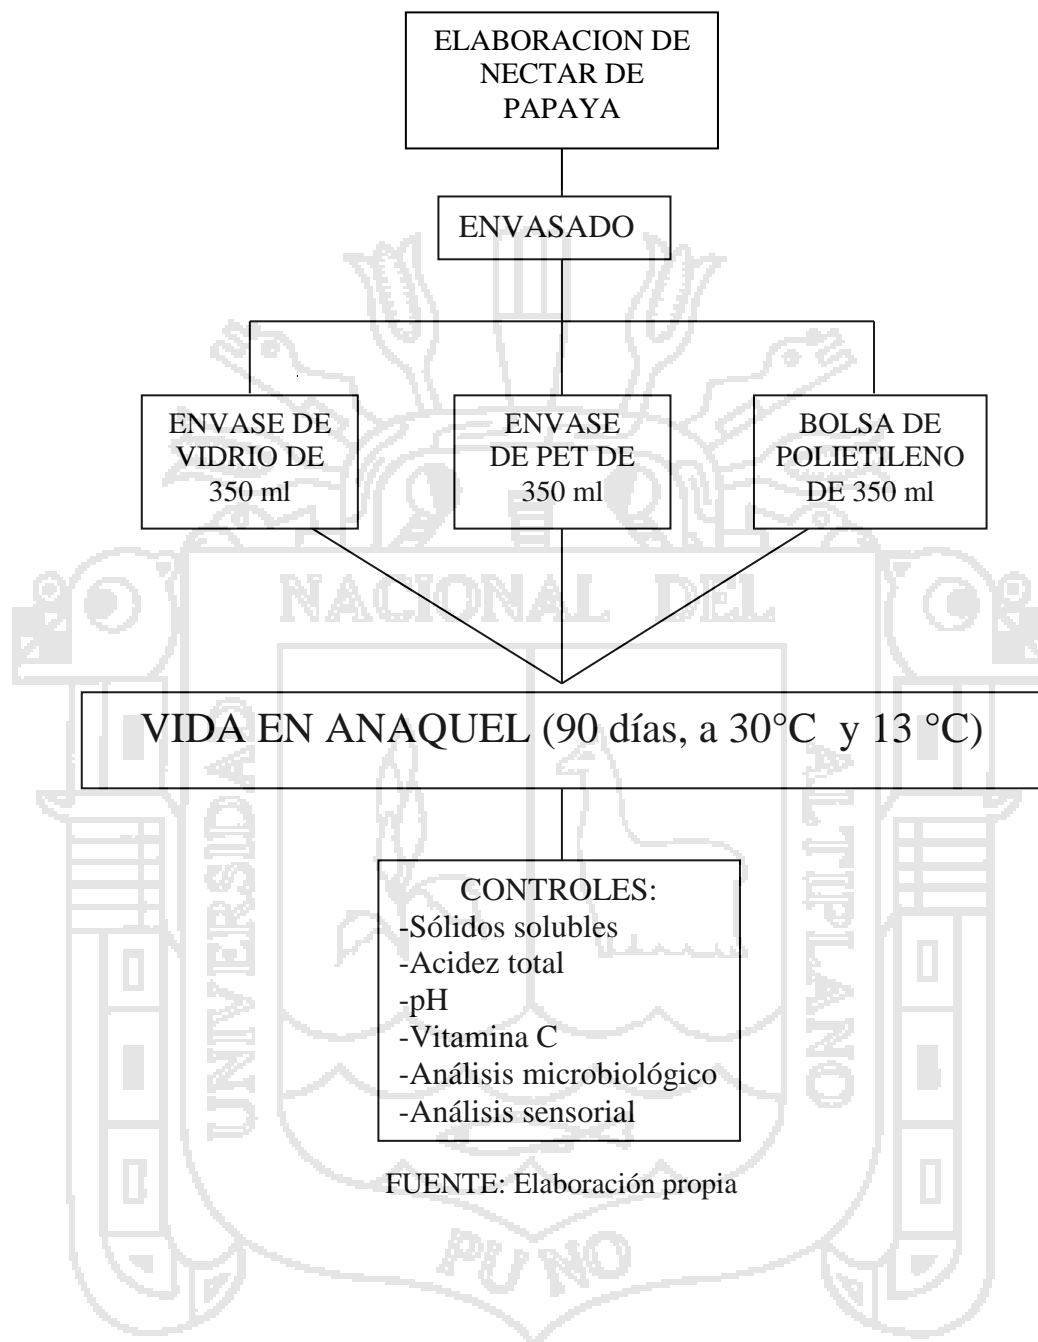 ELABORACION DE
NECTAR DE
PAPAYA
ENVASADO
ENVASE DE
VIDRIO DE
350 ml
ENVASE
DE PET DE
350 ml
BOLSA DE
POLIETILENO
DE 350 ml
NACIONAL DEL
VIDA EN ANAQUEL (90 días, a 30°C y 13 °C)
UNIVERSIDAD
ALTIPLANO
CONTROLES:
-Sólidos solubles
-Acidez total
-pH
-Vitamina C
-Análisis microbiológico
-Análisis sensorial
FUENTE: Elaboración propia
PUNO